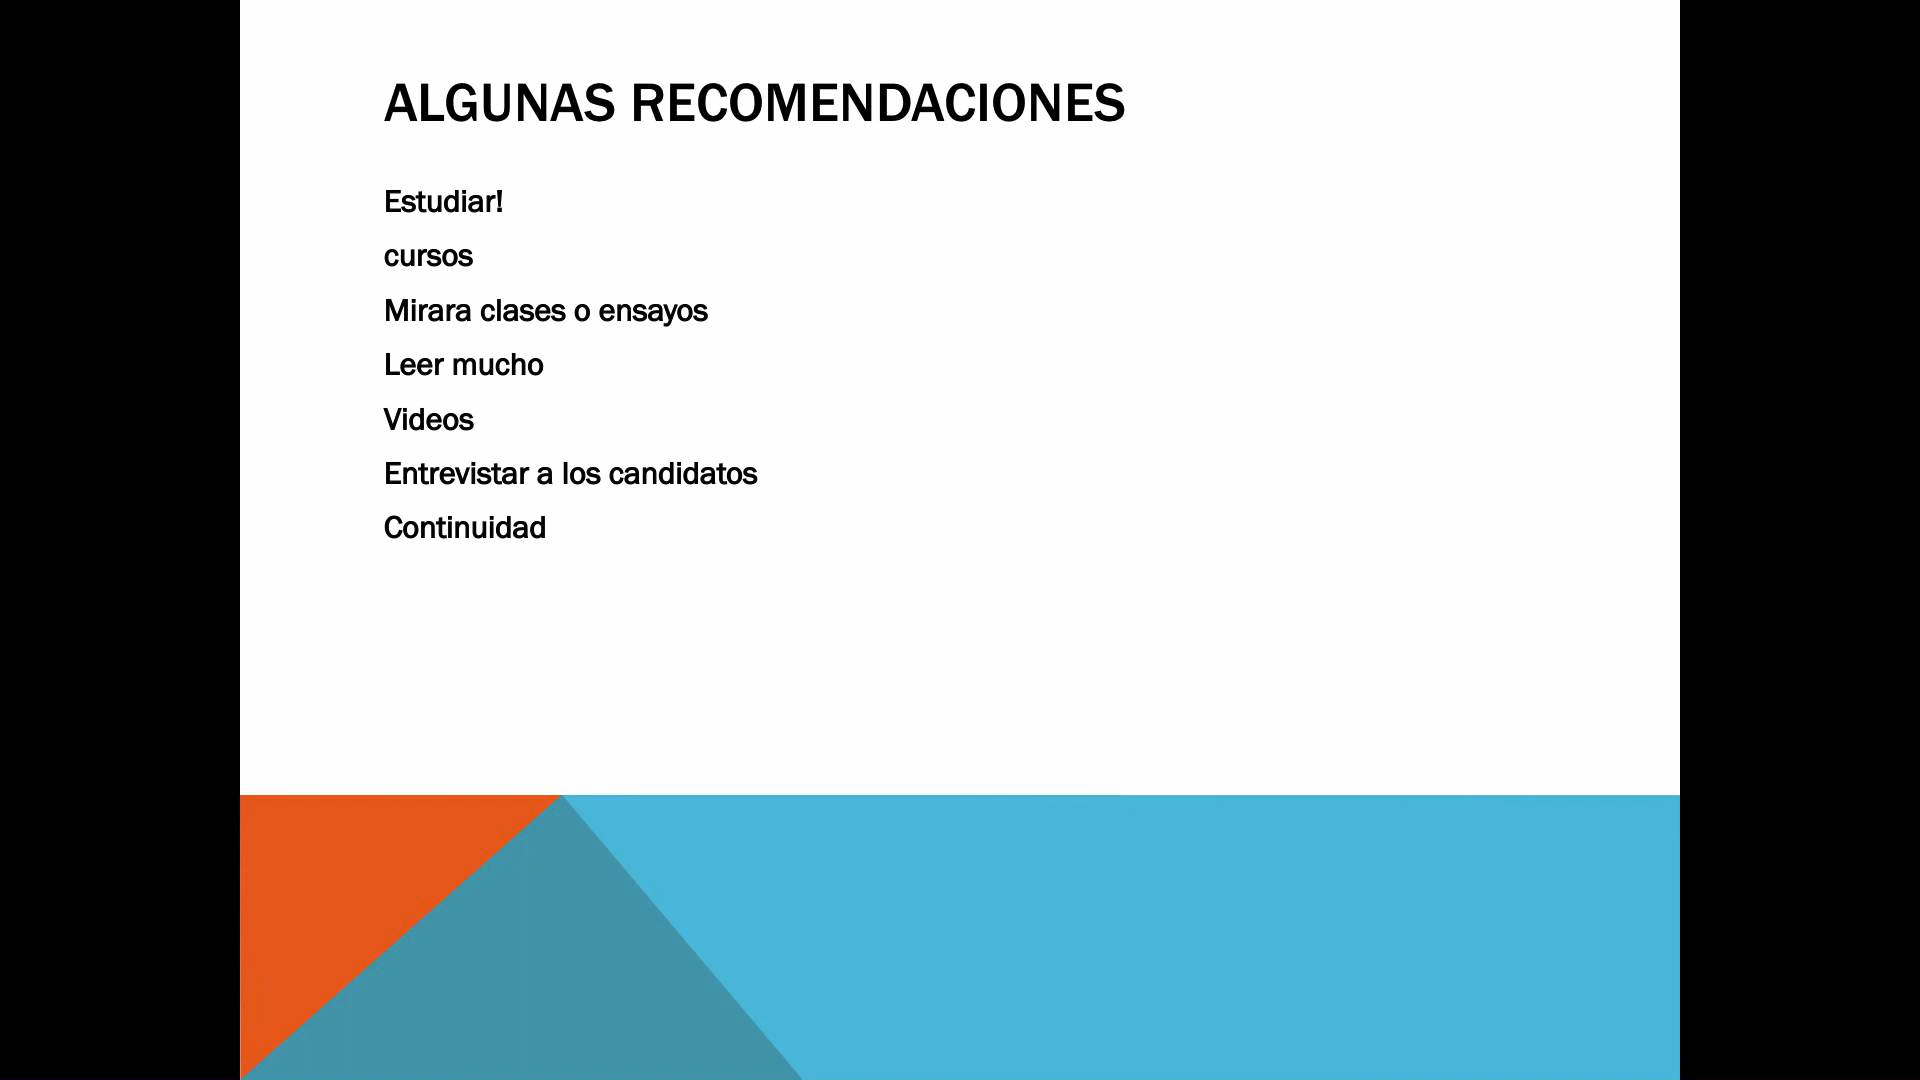 ALGUNAS RECOMENDACIONES
Estudiar!
cursos
Mirara clases o ensayos
Leer mucho
Videos
Entrevistar a los candidatos
Continuidad